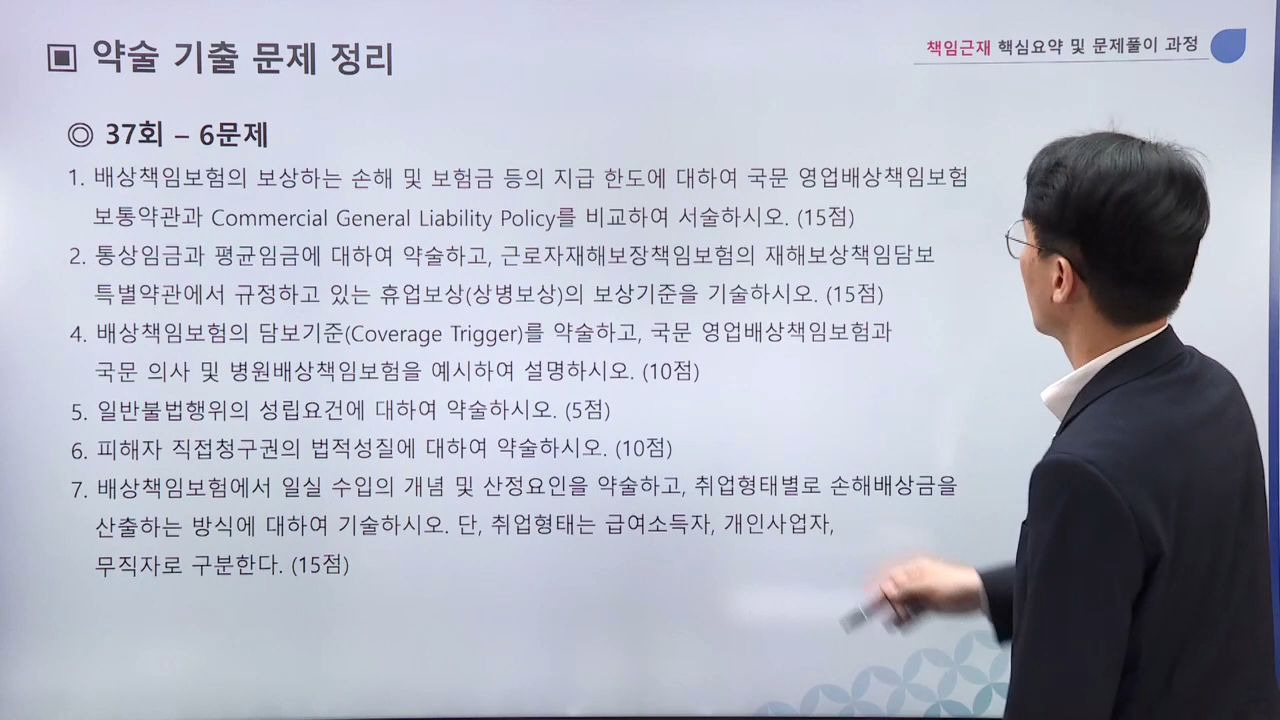 ▣ 약술 기출 문제 정리
책임근재 핵심요약 및 문제풀이 과정
◎ 37회 – 6문제
1. 배상책임보험의 보상하는 손해 및 보험금 등의 지급 한도에 대하여 국문 영업배상책임보험
보통약관과 Commercial General Liability Policy를 비교하여 서술하시오. (15점)
2. 통상임금과 평균임금에 대하여 약술하고, 근로자재해보장책임보험의 재해보상책임담보
특별약관에서 규정하고 있는 휴업보상(상병보상)의 보상기준을 기술하시오. (15점)
4. 배상책임보험의 담보기준(Coverage Trigger)를 약술하고, 국문 영업배상책임보험과
국문 의사 및 병원배상책임보험을 예시하여 설명하시오. (10점)
5. 일반불법행위의 성립요건에 대하여 약술하시오. (5점)
6. 피해자 직접청구권의 법적성질에 대하여 약술하시오. (10점)
7. 배상책임보험에서 일실 수입의 개념 및 산정요인을 약술하고, 취업형태별로 손해배상금을
산출하는 방식에 대하여 기술하시오. 단, 취업형태는 급여소득자, 개인사업자,
무직자로 구분한다. (15점)